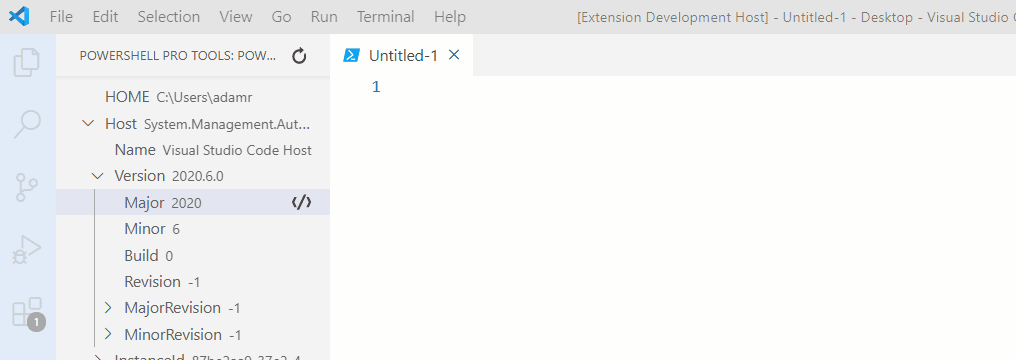 File Edit Selection View Go Run Terminal Help [Extension Development Host] - Untitled-1 - Desktop - Visual Studio C
POWERSHELL PRO TOOLS: POW... Untitled-1
HOME C:\Users\adamr
1
Host System.Management.Aut...
Name Visual Studio Code Host
Version 2020.6.0
Major 2020
Minor 6
Build 0
Revision -1
MajorRevision -1
1
MinorRevision -1